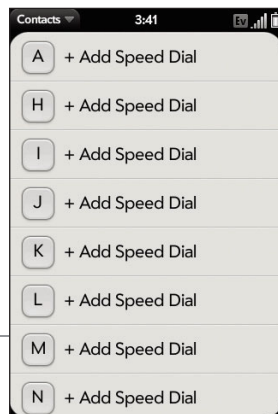 Contacts 3:41 Ev
A + Add Speed Dial
H + Add Speed Dial
I + Add Speed Dial
J + Add Speed Dial
K + Add Speed Dial
L + Add Speed Dial
M + Add Speed Dial
N + Add Speed Dial